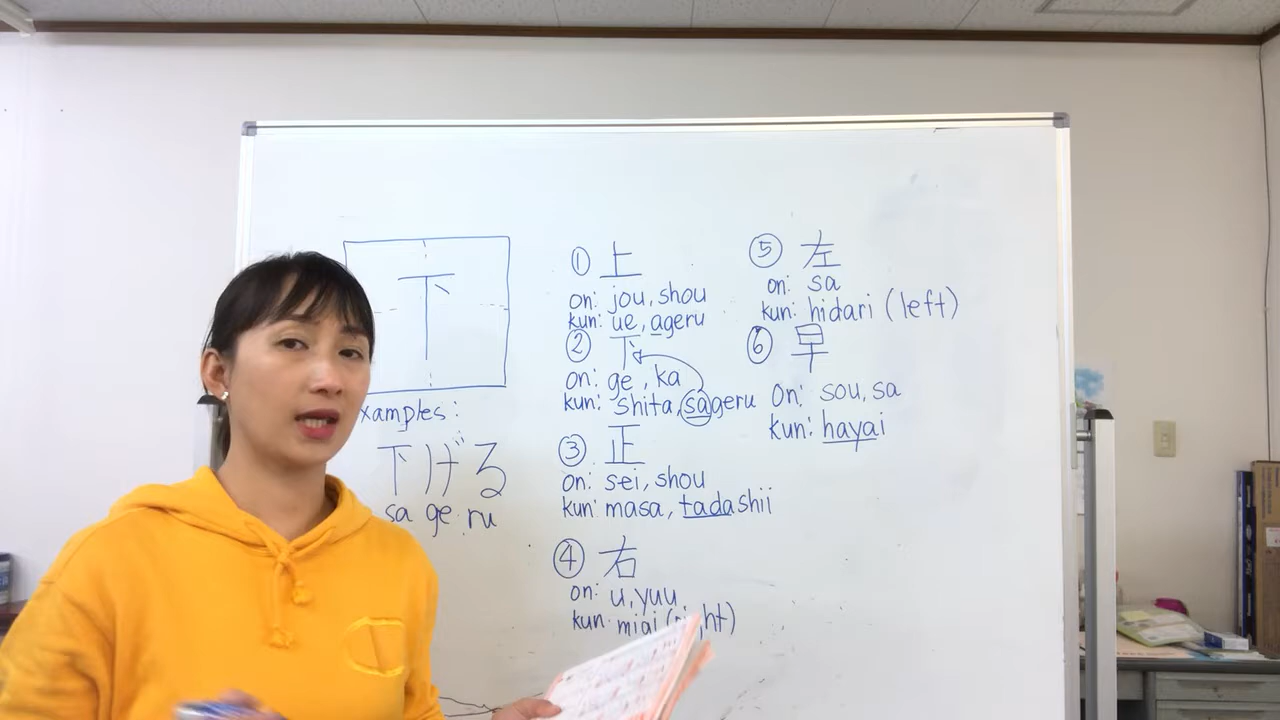 下
xamples:
下げる
sa ge ru
① 上
on: jou, shou
kun: ue, ageru
② 下
on: ge, ka
kun: shita, sageru
③ 正
on: sei, shou
kun: masa, tadashii
④ 右
on: u, yuu
kun: migi (
⑤ 左
on: sa
kun: hidari (left)
⑥ 早
On: sou, sa
kun: hayai